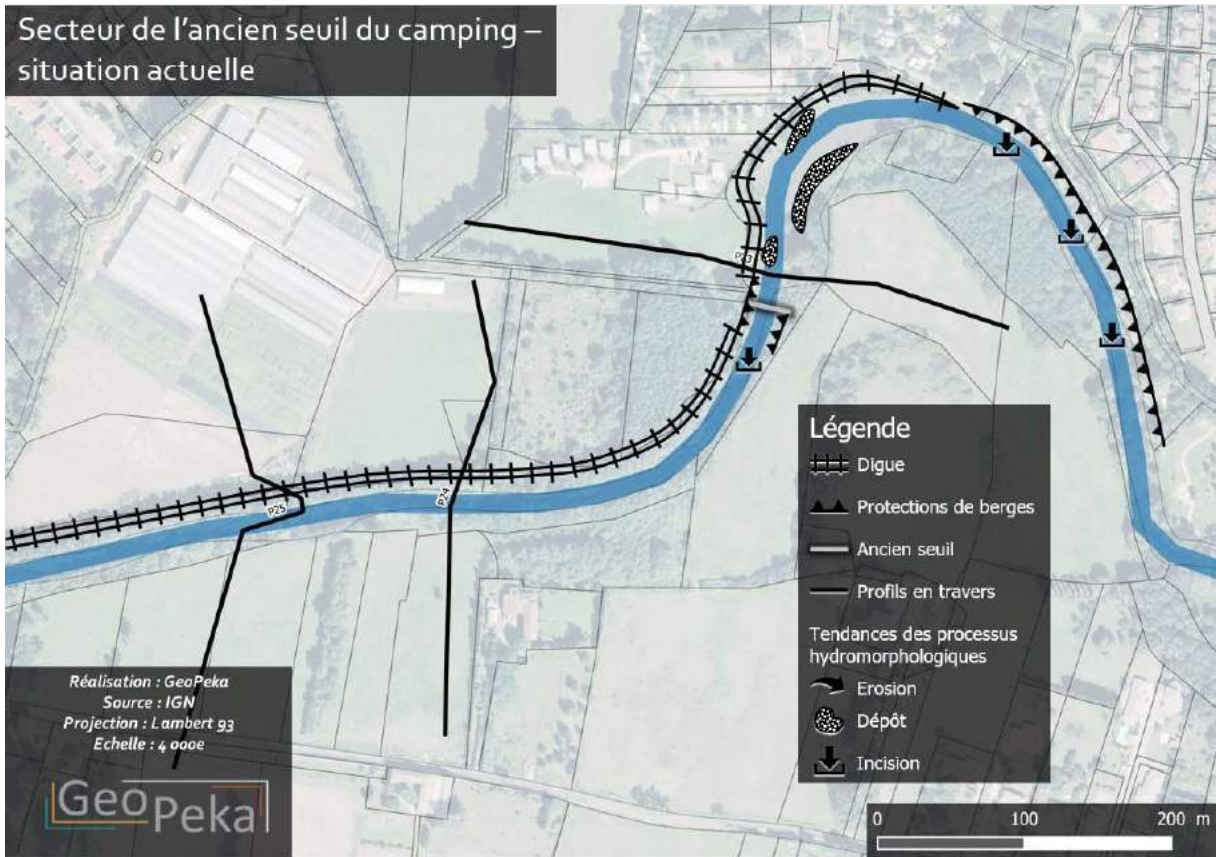 Secteur de l'ancien seuil du camping –
situation actuelle
P23
P24
P25
Légende
Digue
Protections de berges
Ancien seuil
Profils en travers
Tendances des processus
hydromorphologiques
Erosion
Dépôt
Incision
Réalisation : GeoPeka
Source : IGN
Projection : Lambert 93
Echelle : 4 000e
GeoPeka
0 100 200 m